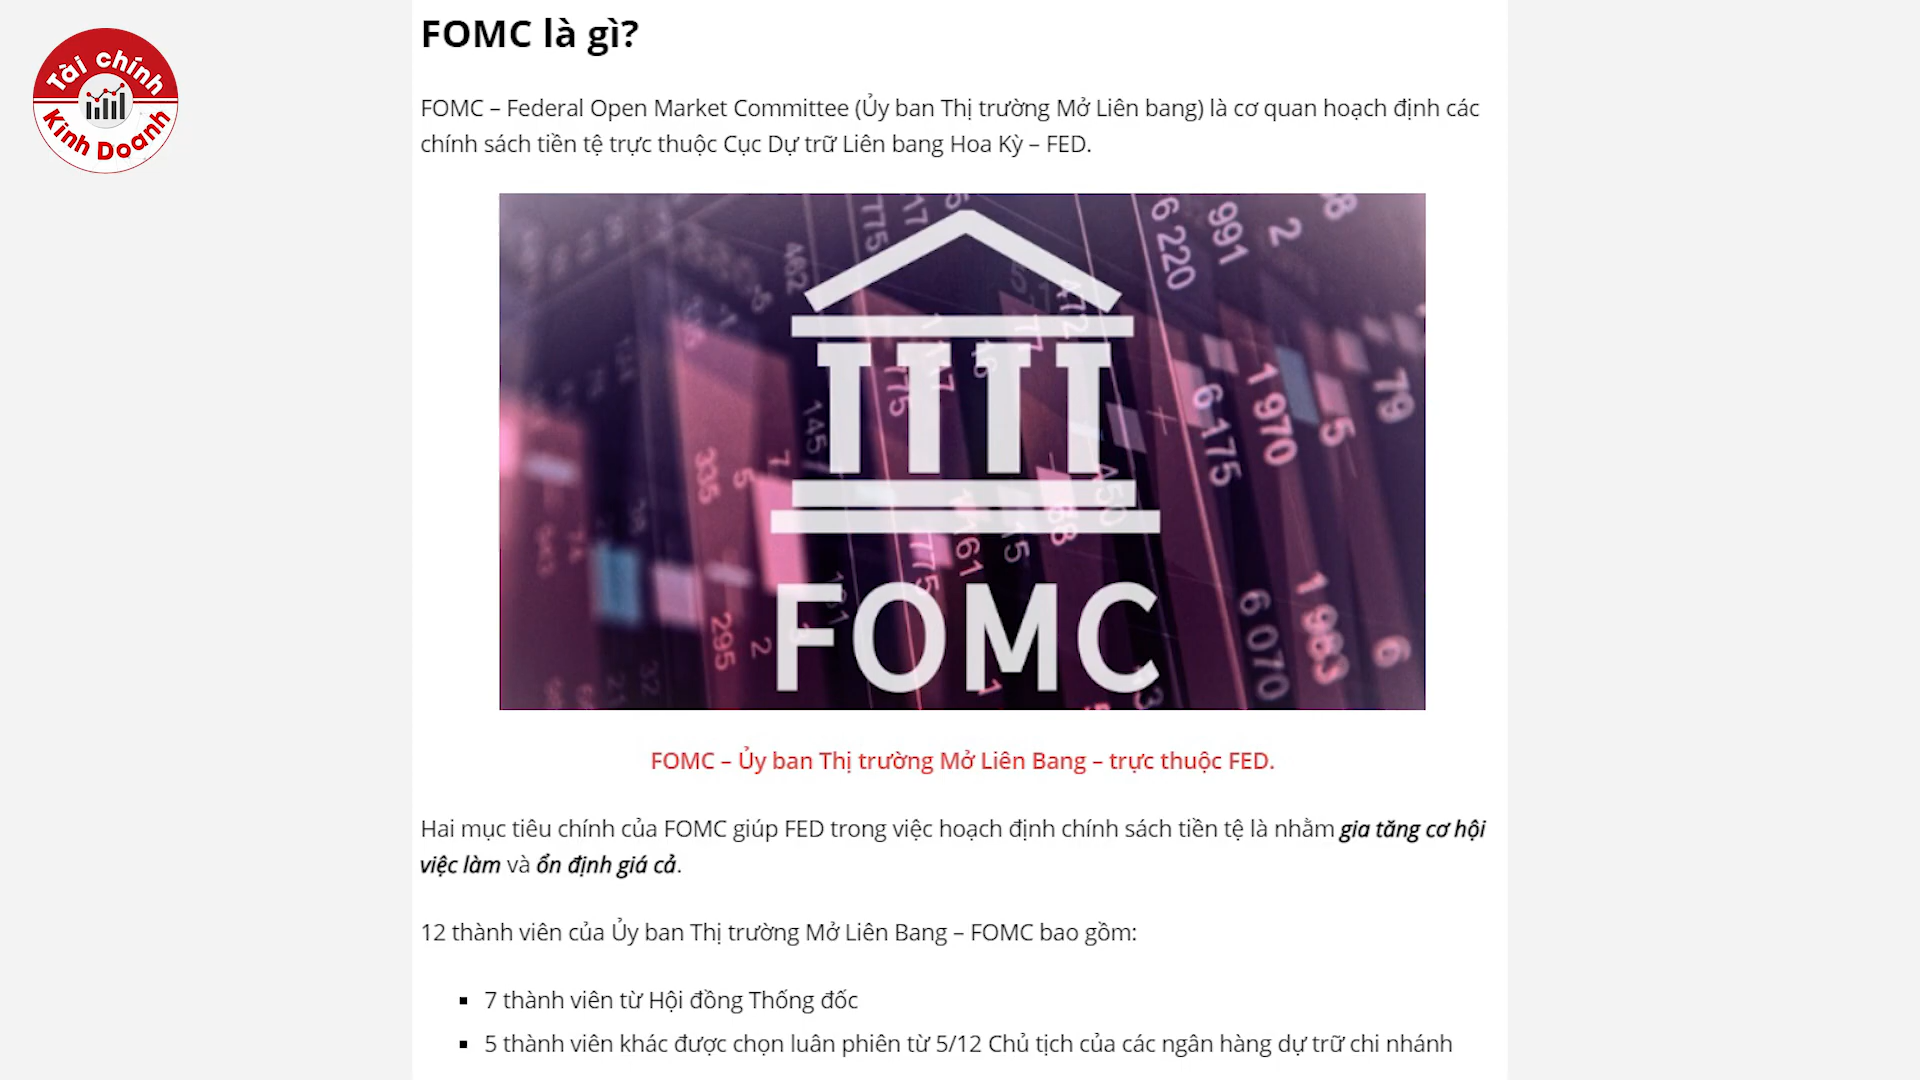 Tài chính
Kinh Doanh
FOMC là gì?
FOMC – Federal Open Market Committee (Ủy ban Thị trường Mở Liên bang) là cơ quan hoạch định các
chính sách tiền tệ trực thuộc Cục Dự trữ Liên bang Hoa Kỳ – FED.
FOMC
FOMC – Ủy ban Thị trường Mở Liên Bang – trực thuộc FED.
Hai mục tiêu chính của FOMC giúp FED trong việc hoạch định chính sách tiền tệ là nhằm gia tăng cơ hội
việc làm và ổn định giá cả.
12 thành viên của Ủy ban Thị trường Mở Liên Bang – FOMC bao gồm:
▪ 7 thành viên từ Hội đồng Thống đốc
▪ 5 thành viên khác được chọn luân phiên từ 5/12 Chủ tịch của các ngân hàng dự trữ chi nhánh